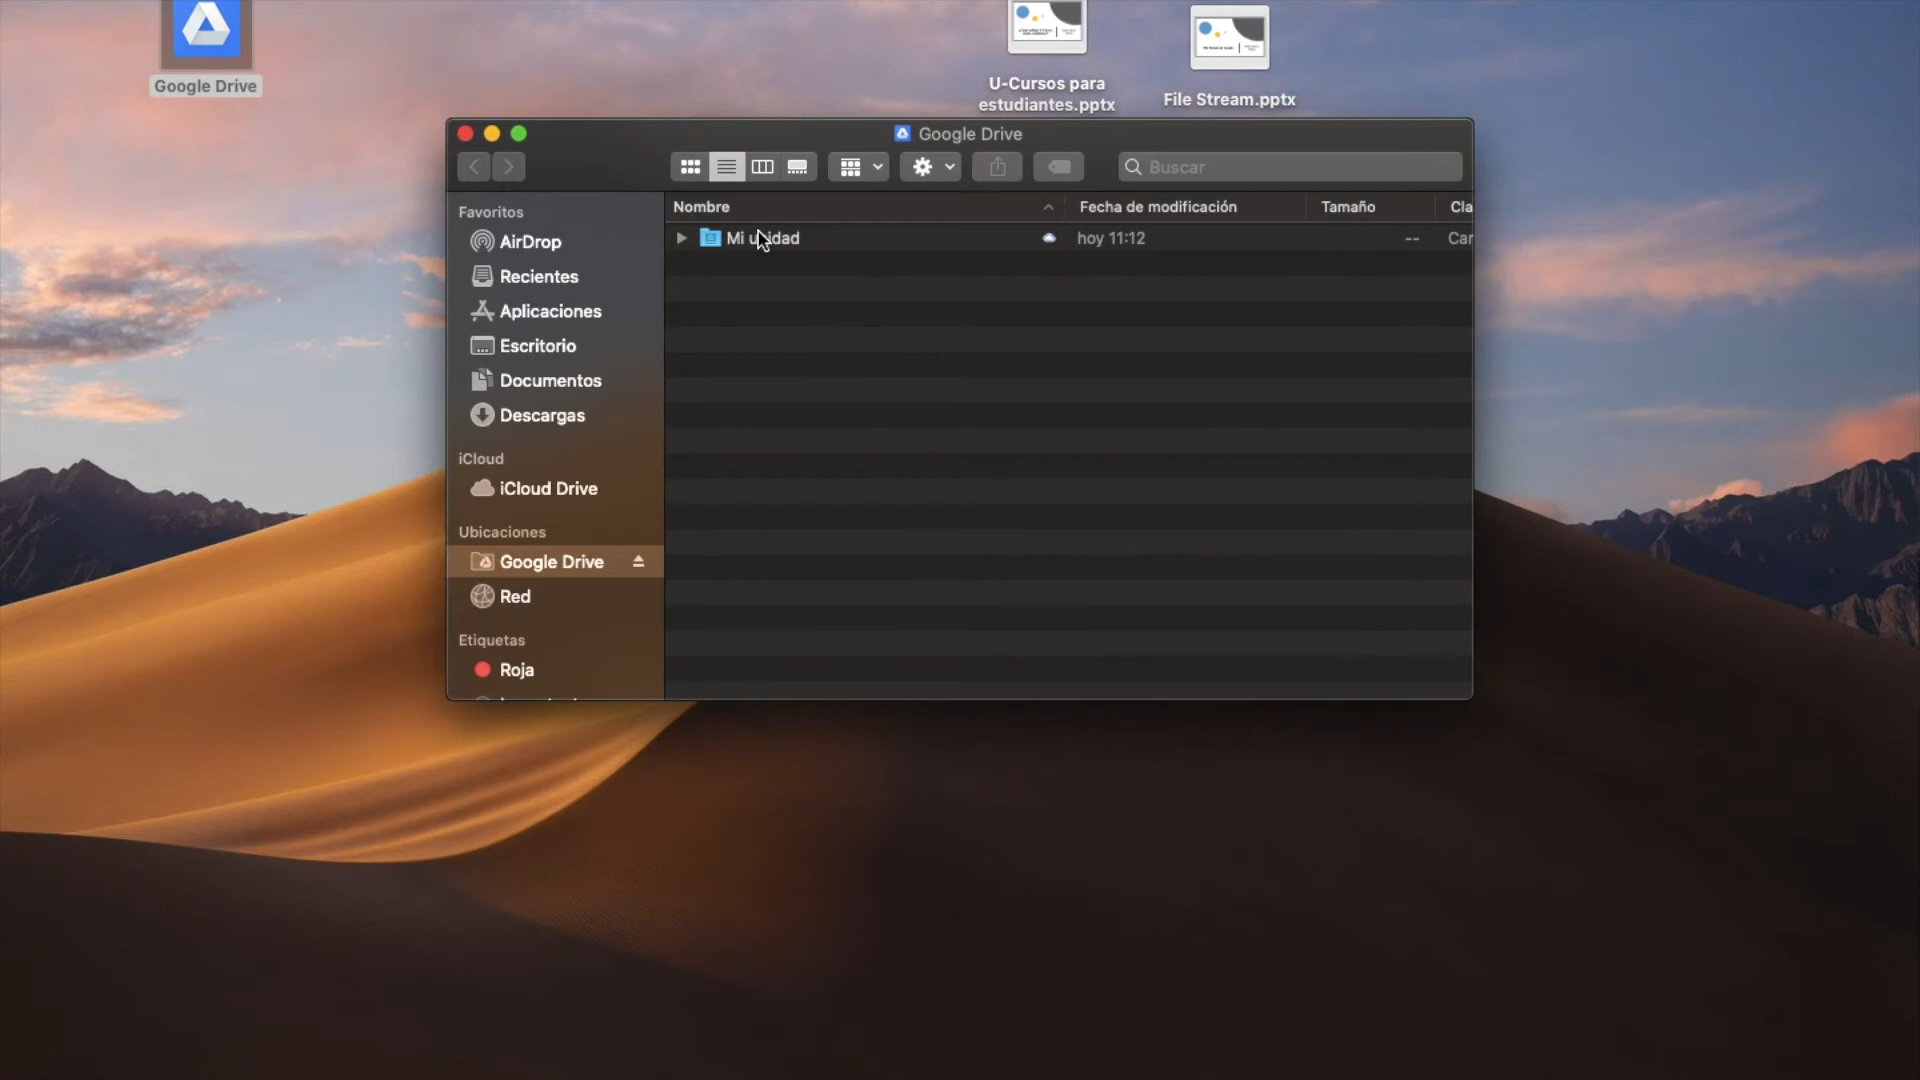 Google Drive
U-Cursos para
estudiantes.pptx
File Stream.pptx
Google Drive
Buscar
Favoritos
AirDrop
Recientes
Aplicaciones
Escritorio
Documentos
Descargas
iCloud
iCloud Drive
Ubicaciones
Google Drive
Red
Etiquetas
Roja
Nombre
Fecha de modificación
Tamaño
Cla
Mi unidad
hoy 11:12
--
Car